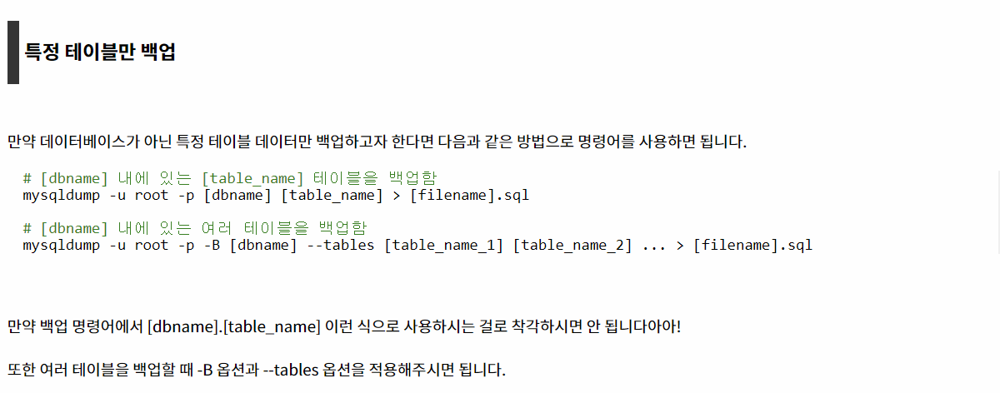 특정 테이블만 백업
만약 데이터베이스가 아닌 특정 테이블 데이터만 백업하고자 한다면 다음과 같은 방법으로 명령어를 사용하면 됩니다.
# [dbname] 내에 있는 [table_name] 테이블을 백업함
mysqldump -u root -p [dbname] [table_name] > [filename].sql
# [dbname] 내에 있는 여러 테이블을 백업함
mysqldump -u root -p -B [dbname] --tables [table_name_1] [table_name_2] ... > [filename].sql
만약 백업 명령어에서 [dbname].[table_name] 이런 식으로 사용하시는 걸로 착각하시면 안 됩니다아아!
또한 여러 테이블을 백업할 때 -B 옵션과 --tables 옵션을 적용해주시면 됩니다.